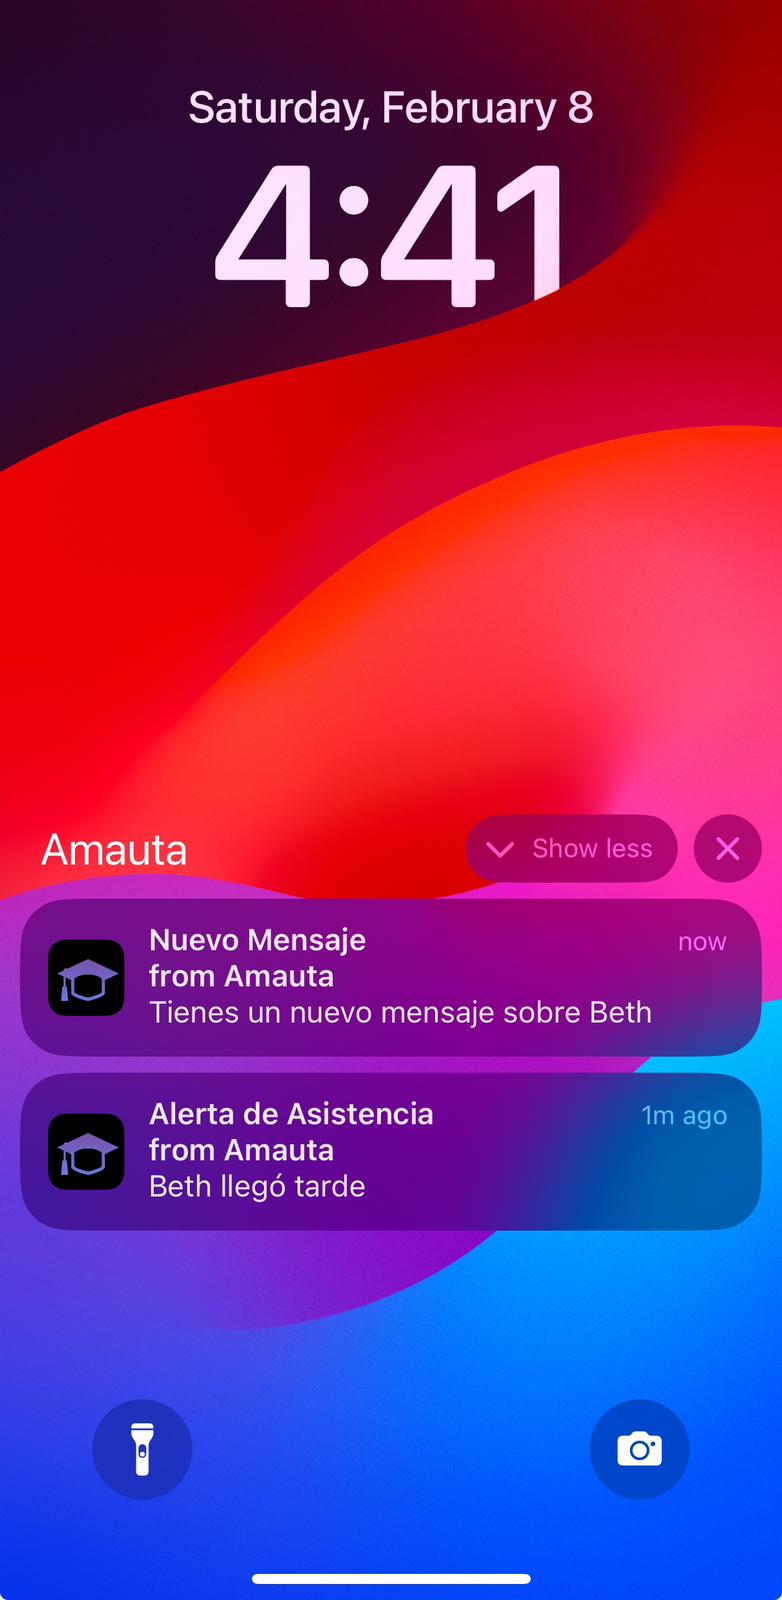 Saturday, February 8
4:41
Amauta
Show less
Nuevo Mensaje
now
from Amauta
Tienes un nuevo mensaje sobre Beth
Alerta de Asistencia
1m ago
from Amauta
Beth llegó tarde